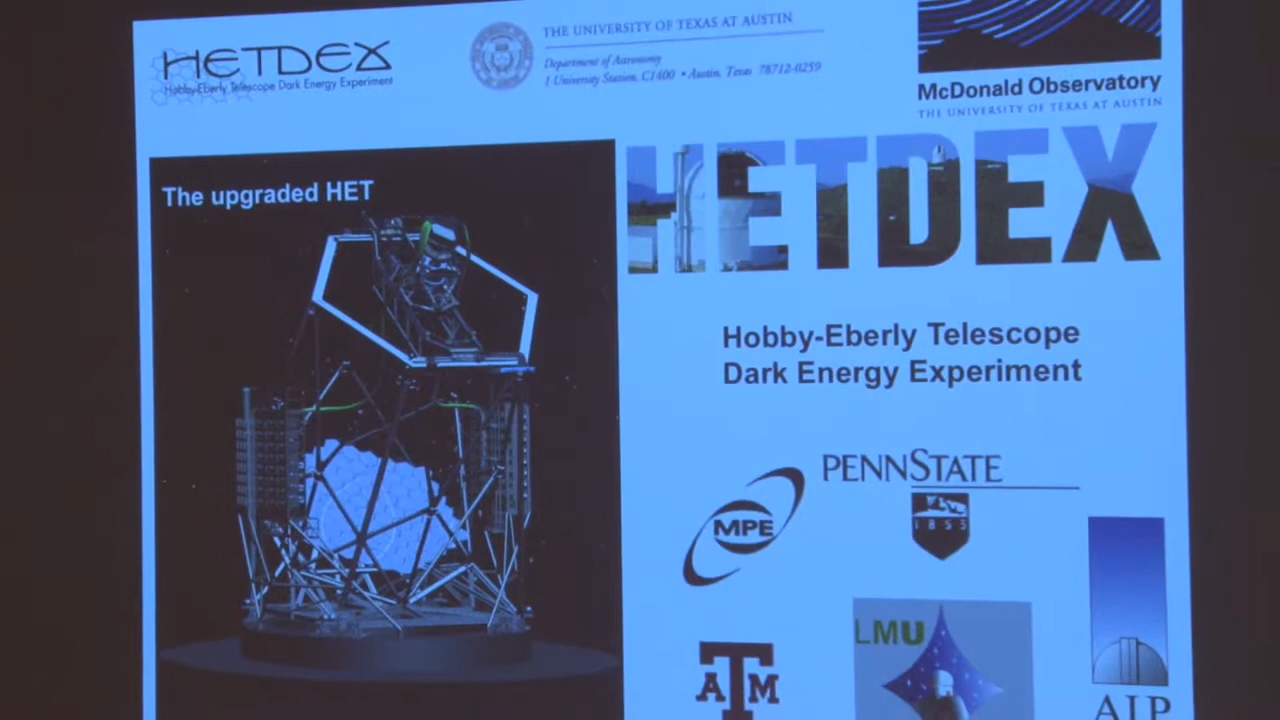 HETDEX
Hobby-Eberly Telescope Dark Energy Experiment
THE UNIVERSITY OF TEXAS AT AUSTIN
Department of Astronomy
1 University Station, C1400 • Austin, Texas 78712-0259
McDonald Observatory
THE UNIVERSITY OF TEXAS AT AUSTIN
The upgraded HET
HETDEX
Hobby-Eberly Telescope
Dark Energy Experiment
PENNSTATE
1855
MPE
LMU
ATM
AIP